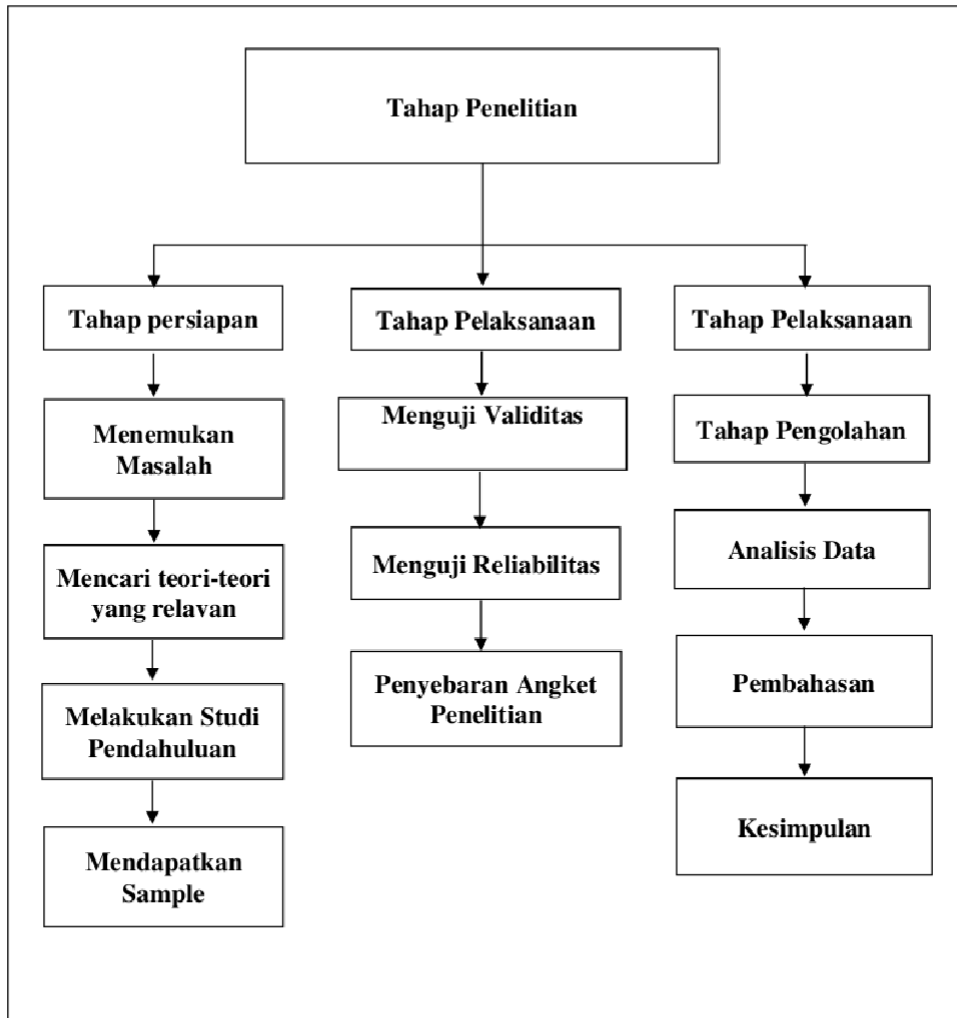 Tahap Penelitian
Tahap persiapan
Menemukan
Masalah
Mencari teori-teori
yang relavan
Melakukan Studi
Pendahuluan
Mendapatkan
Sample
Tahap Pelaksanaan
Menguji Validitas
Menguji Reliabilitas
Penyebaran Angket
Penelitian
Tahap Pelaksanaan
Tahap Pengolahan
Analisis Data
Pembahasan
Kesimpulan